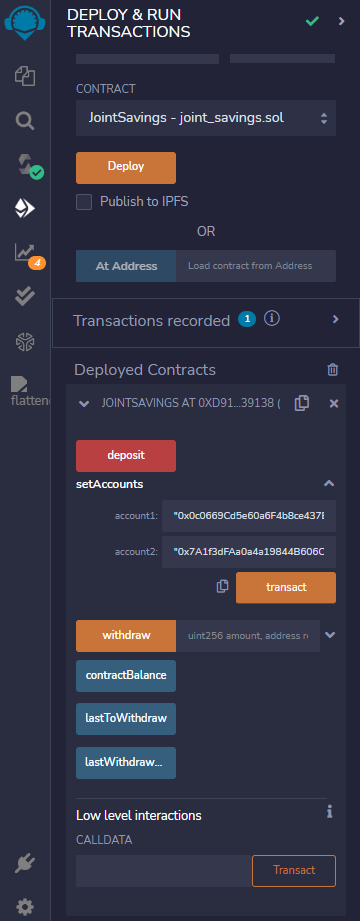 DEPLOY & RUN
TRANSACTIONS
CONTRACT
JointSavings - joint_savings.sol
Deploy
Publish to IPFS
OR
At Address Load contract from Address
4
Transactions recorded 1
flattene
Deployed Contracts
JOINTSAVINGS AT 0XD91...39138 (
deposit
setAccounts
account1: "0x0c0669Cd5e60a6F4b8ce437E
account2: "0x7A1f3dFAa0a4a19844B606C
transact
withdraw uint256 amount, address re
contractBalance
lastToWithdraw
lastWithdraw...
Low level interactions
CALLDATA
Transact